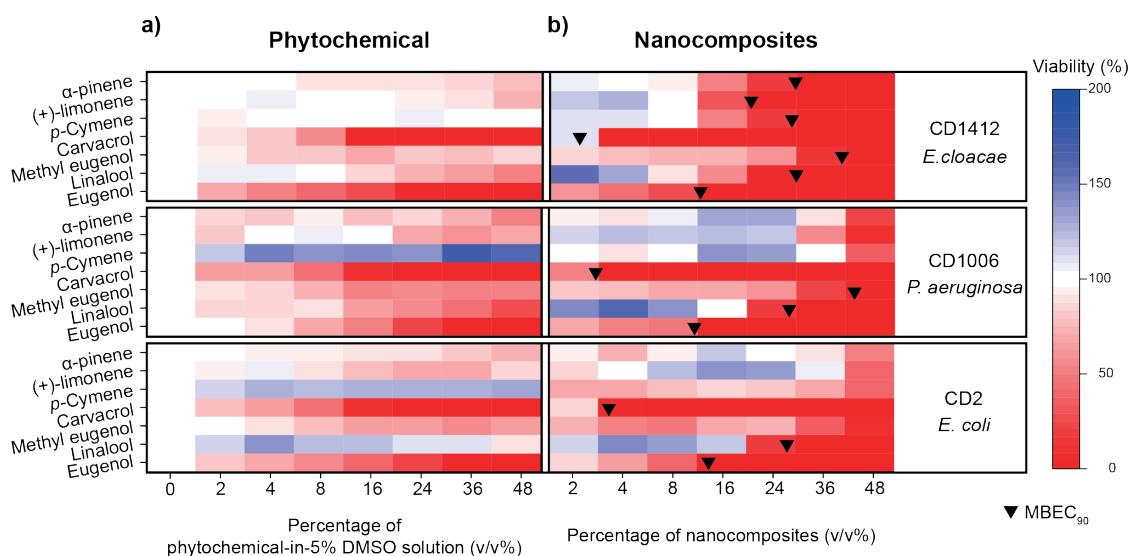 a)
Phytochemical
b)
Nanocomposites
Viability (%)
α-pinene
(+)-limonene
p-Cymene
Carvacrol
Methyl eugenol
Linalool
Eugenol
CD1412
E.cloacae
α-pinene
(+)-limonene
p-Cymene
Carvacrol
Methyl eugenol
Linalool
Eugenol
CD1006
P. aeruginosa
α-pinene
(+)-limonene
p-Cymene
Carvacrol
Methyl eugenol
Linalool
Eugenol
CD2
E. coli
200
150
100
50
0
0 2 4 8 16 24 36 48
2 4 8 16 24 36 48
Percentage of
phytochemical-in-5% DMSO solution (v/v%)
Percentage of nanocomposites (v/v%)
▼ MBEC90